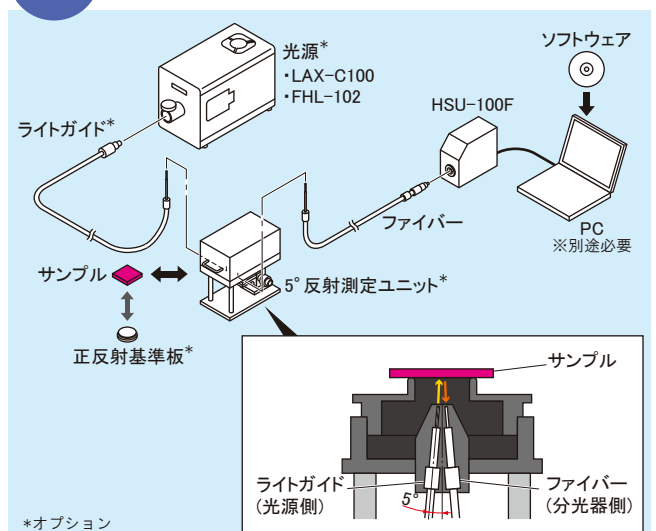 光源*
・LAX-C100
・FHL-102
ソフトウェア
HSU-100F
ライトガイド*
ファイバー
PC
※別途必要
サンプル
5°反射測定ユニット*
正反射基準板*
サンプル
ライトガイド
(光源側)
5°
ファイバー
(分光器側)
*オプション